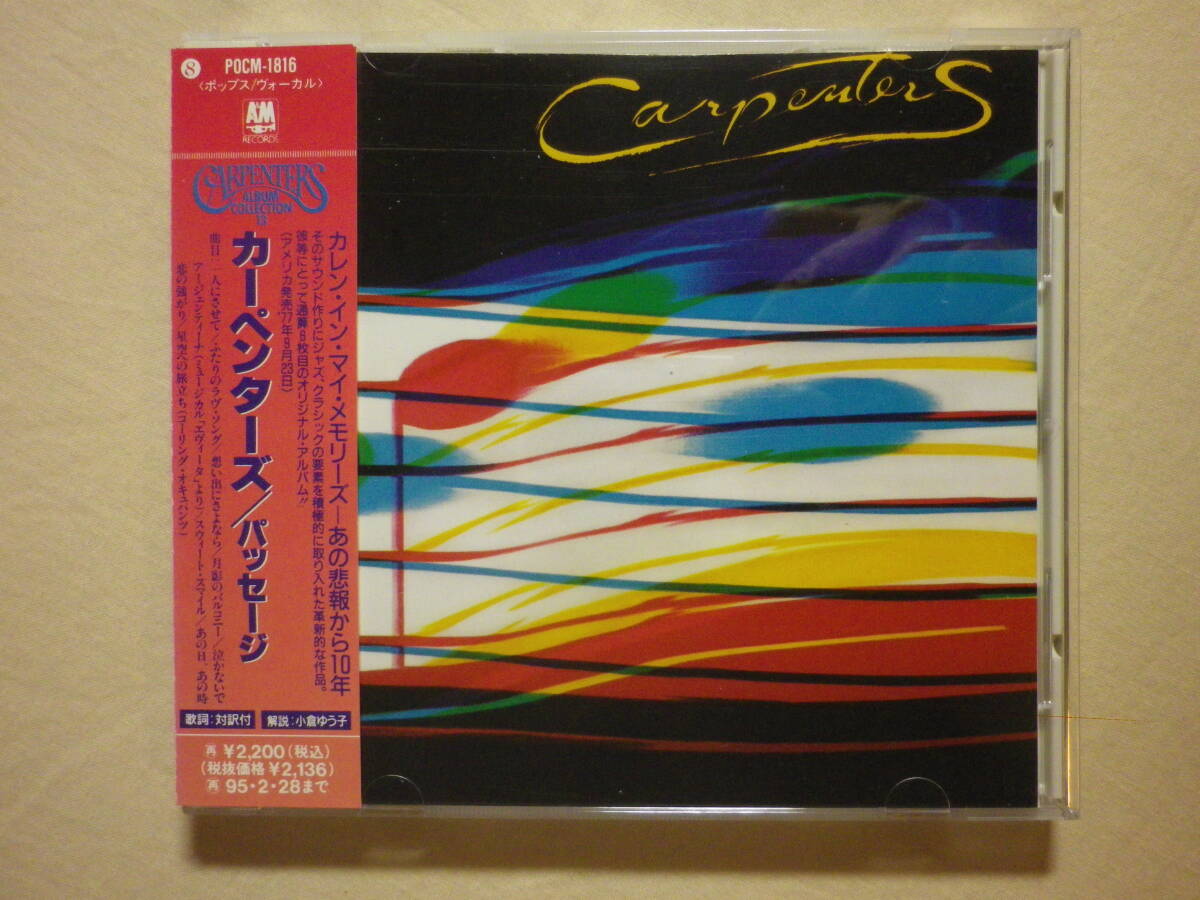 ⑧ POCM-1816
〈ポップス/ヴォーカル〉
A&M
RECORDS
CARPENTERS
ALBUM
COLLECTION
13
カーペンターズ/パッセージ
カレン・イン・マイ・メモリーズ―あの悲報から10年
そのサウンド作りにジャズ、クラシックの要素を積極的に取り入れた革新的な作品。
彼等にとって通算8枚目のオリジナル・アルバム!!
(アメリカ発売'77年9月23日)
曲目:二人にさせて/ふたりのラヴ・ソング/想い出にさよなら/月影のバルコニー/泣かないで
アージェンティーナ(ミュージカル「エヴィータ」より)/スウィート・スマイル/あの日、あの時
恋の強がり/星空への旅立ち(コーリング・オキュパンツ)
歌詞:対訳付
解説:小倉ゆう子
再 ¥2,200(税込)
(税抜価格¥2,136)
再 95・2・28まで
Carpenters